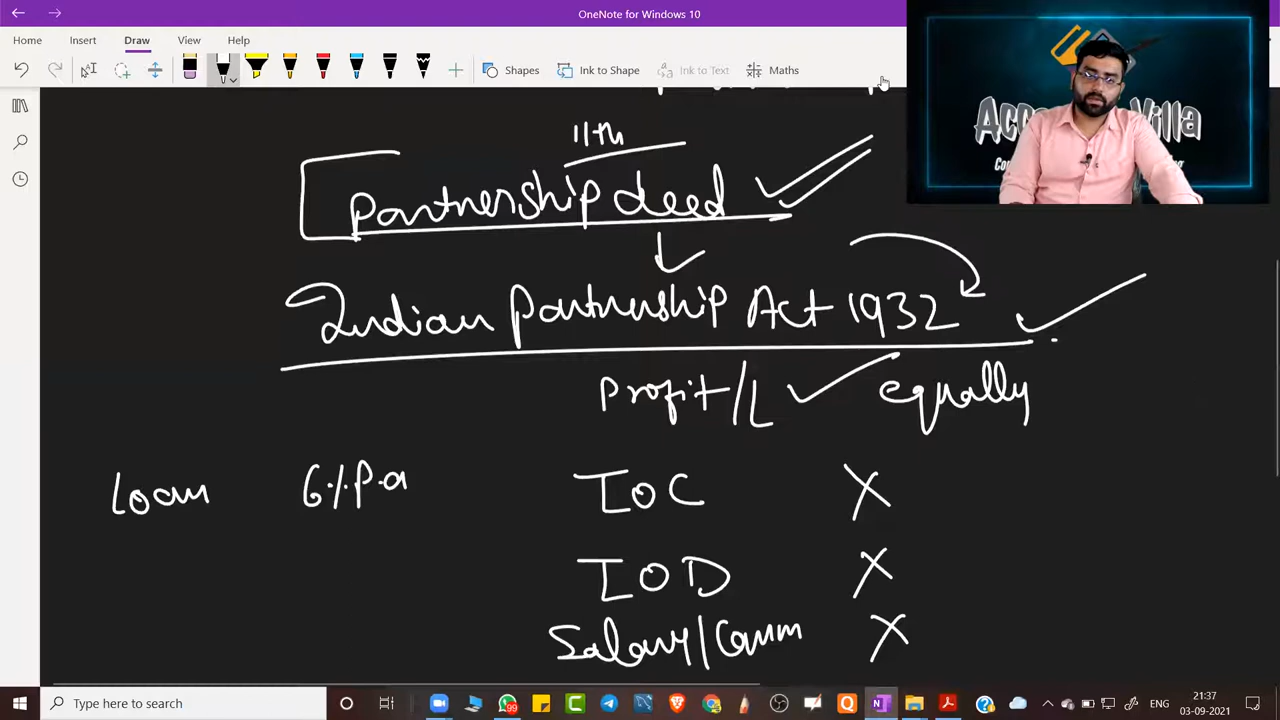 OneNote for Windows 10
Home Insert Draw View Help
Shapes Ink to Shape Ink to Text Maths
11th
Partnership deed
Indian Partnership Act 1932
Profit/L equally
Loan 6% P.a IOC X
IOD X
Salary/Comm X
Type here to search
99
ENG
21:37
03-09-2021